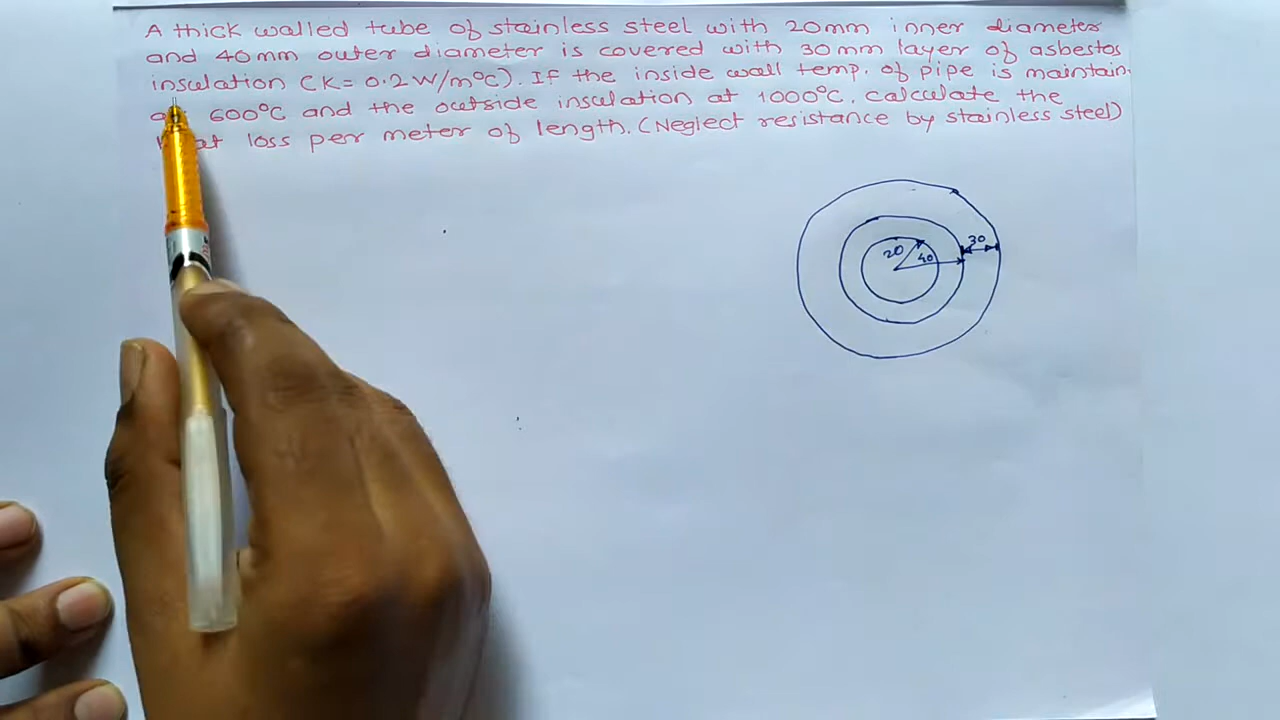 A thick walled tube of stainless steel with 20mm inner diameter
and 40mm outer diameter is covered with 30mm layer of asbestos
insulation (K = 0.2 W/m°C). If the inside wall temp. of pipe is maintain.
600°C and the outside insulation at 1000°C. calculate the
loss per meter of length. (Neglect resistance by stainless steel)
20
40
30